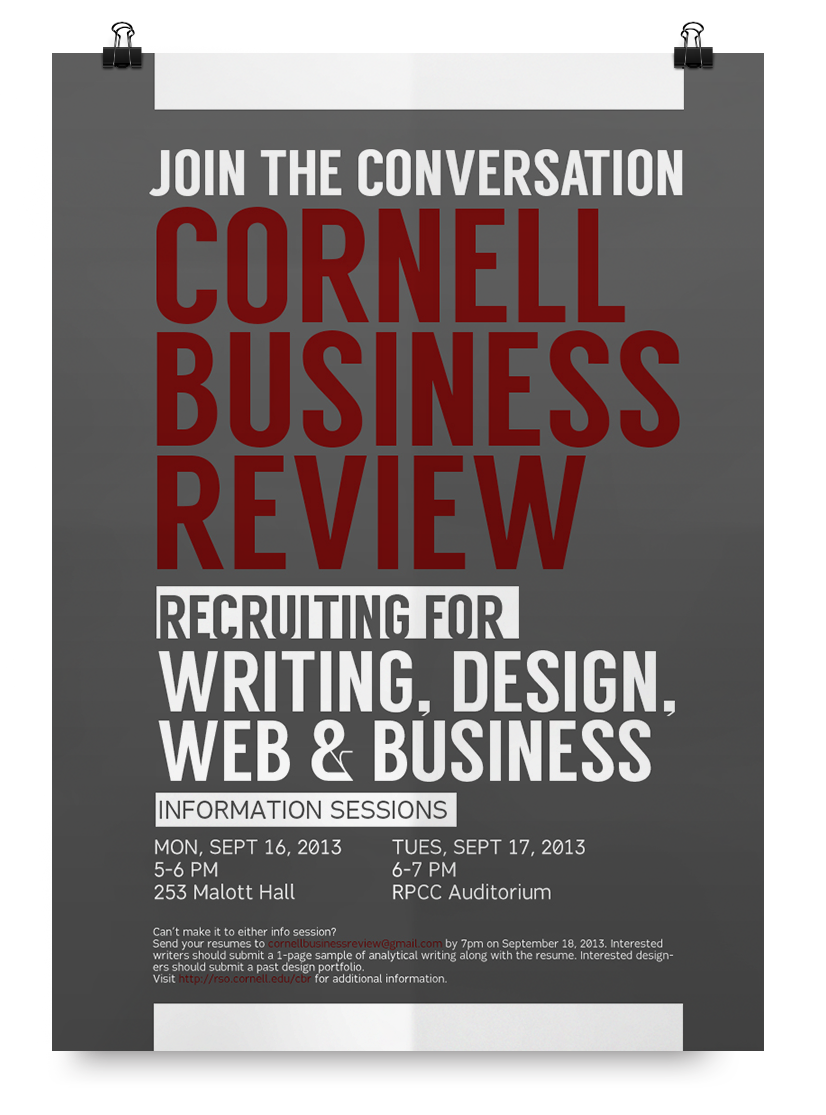 JOIN THE CONVERSATION
CORNELL
BUSINESS
REVIEW
RECRUITING FOR
WRITING, DESIGN,
WEB & BUSINESS
INFORMATION SESSIONS
MON, SEPT 16, 2013
5-6 PM
253 Malott Hall
TUES, SEPT 17, 2013
6-7 PM
RPCC Auditorium
Can't make it to either info session?
Send your resumes to cornellbusinessreview@gmail.com by 7pm on September 18, 2013. Interested
writers should submit a 1-page sample of analytical writing along with the resume. Interested design-
ers should submit a past design portfolio.
Visit http://rso.cornell.edu/cbr for additional information.